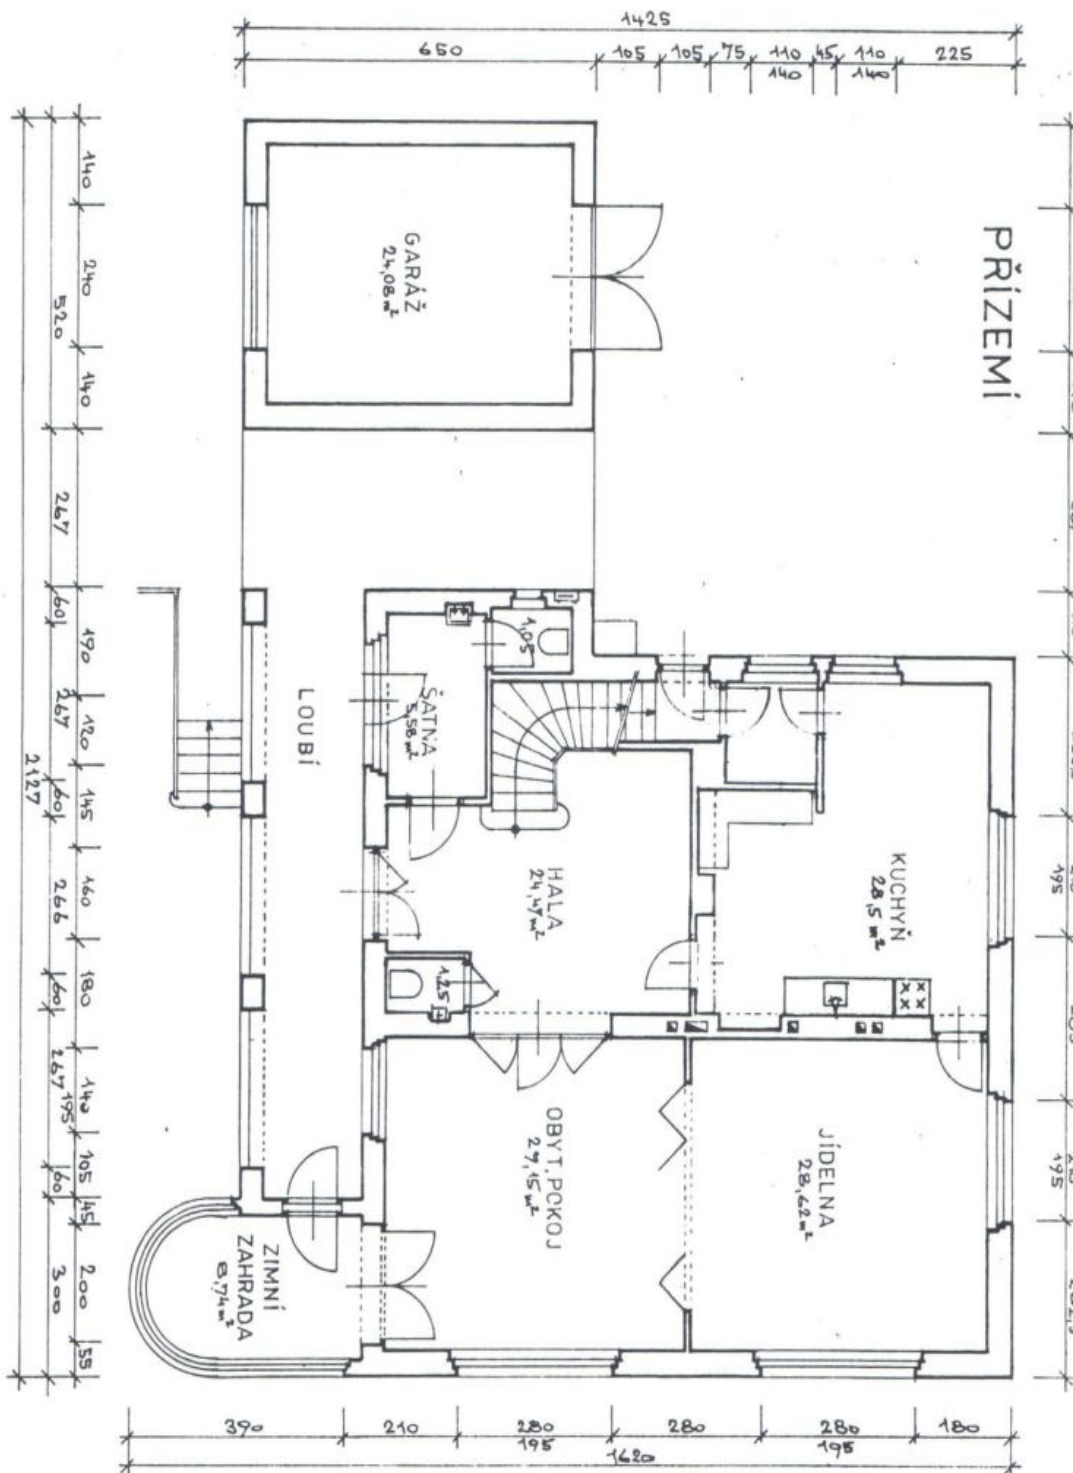 1425
650 105 105 75 110 45 110 225
140 140
PŘÍZEMÍ
GARÁŽ
24,08 m²
140 240 140
520
267
60 190 267 120 60 145
266 160 60 180
267 140 195 105 60 45
300 200 55
2127
LOUBÍ
ŠATNA
5,58 m²
1,05
HALA
24,47 m²
1,25
KUCHYŇ
28,5 m²
195
195
OBYT. POKOJ
29,15 m²
JÍDELNA
28,62 m²
ZIMNÍ
ZAHRADA
8,74 m²
390 210 280 280 280 180
195 195
1620